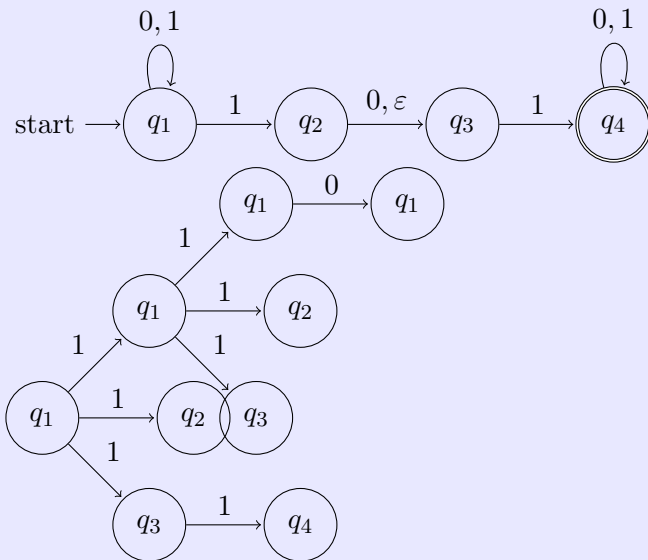 0, 1 0, 1
start q1 1 q2 0, ε q3 1 q4
q1 0 q1
1
q1 1 q2
1 1
q1 1 q2 q3
1
q3 1 q4